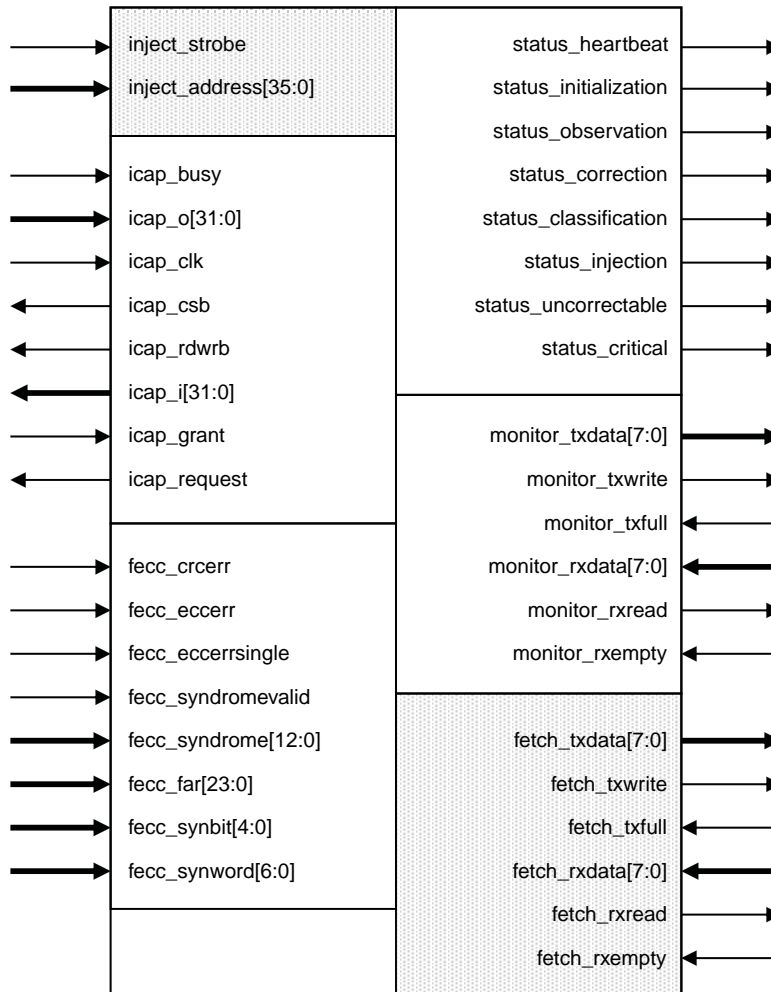 inject_strobe
inject_address[35:0]
icap_busy
icap_o[31:0]
icap_clk
icap_csb
icap_rdwrb
icap_i[31:0]
icap_grant
icap_request
fecc_crcerr
fecc_eccerr
fecc_eccerrsingle
fecc_syndromevalid
fecc_syndrome[12:0]
fecc_far[23:0]
fecc_synbit[4:0]
fecc_synword[6:0]
status_heartbeat
status_initialization
status_observation
status_correction
status_classification
status_injection
status_uncorrectable
status_critical
monitor_txdata[7:0]
monitor_txwrite
monitor_txfull
monitor_rxdata[7:0]
monitor_rxread
monitor_rxempty
fetch_txdata[7:0]
fetch_txwrite
fetch_txfull
fetch_rxdata[7:0]
fetch_rxread
fetch_rxempty